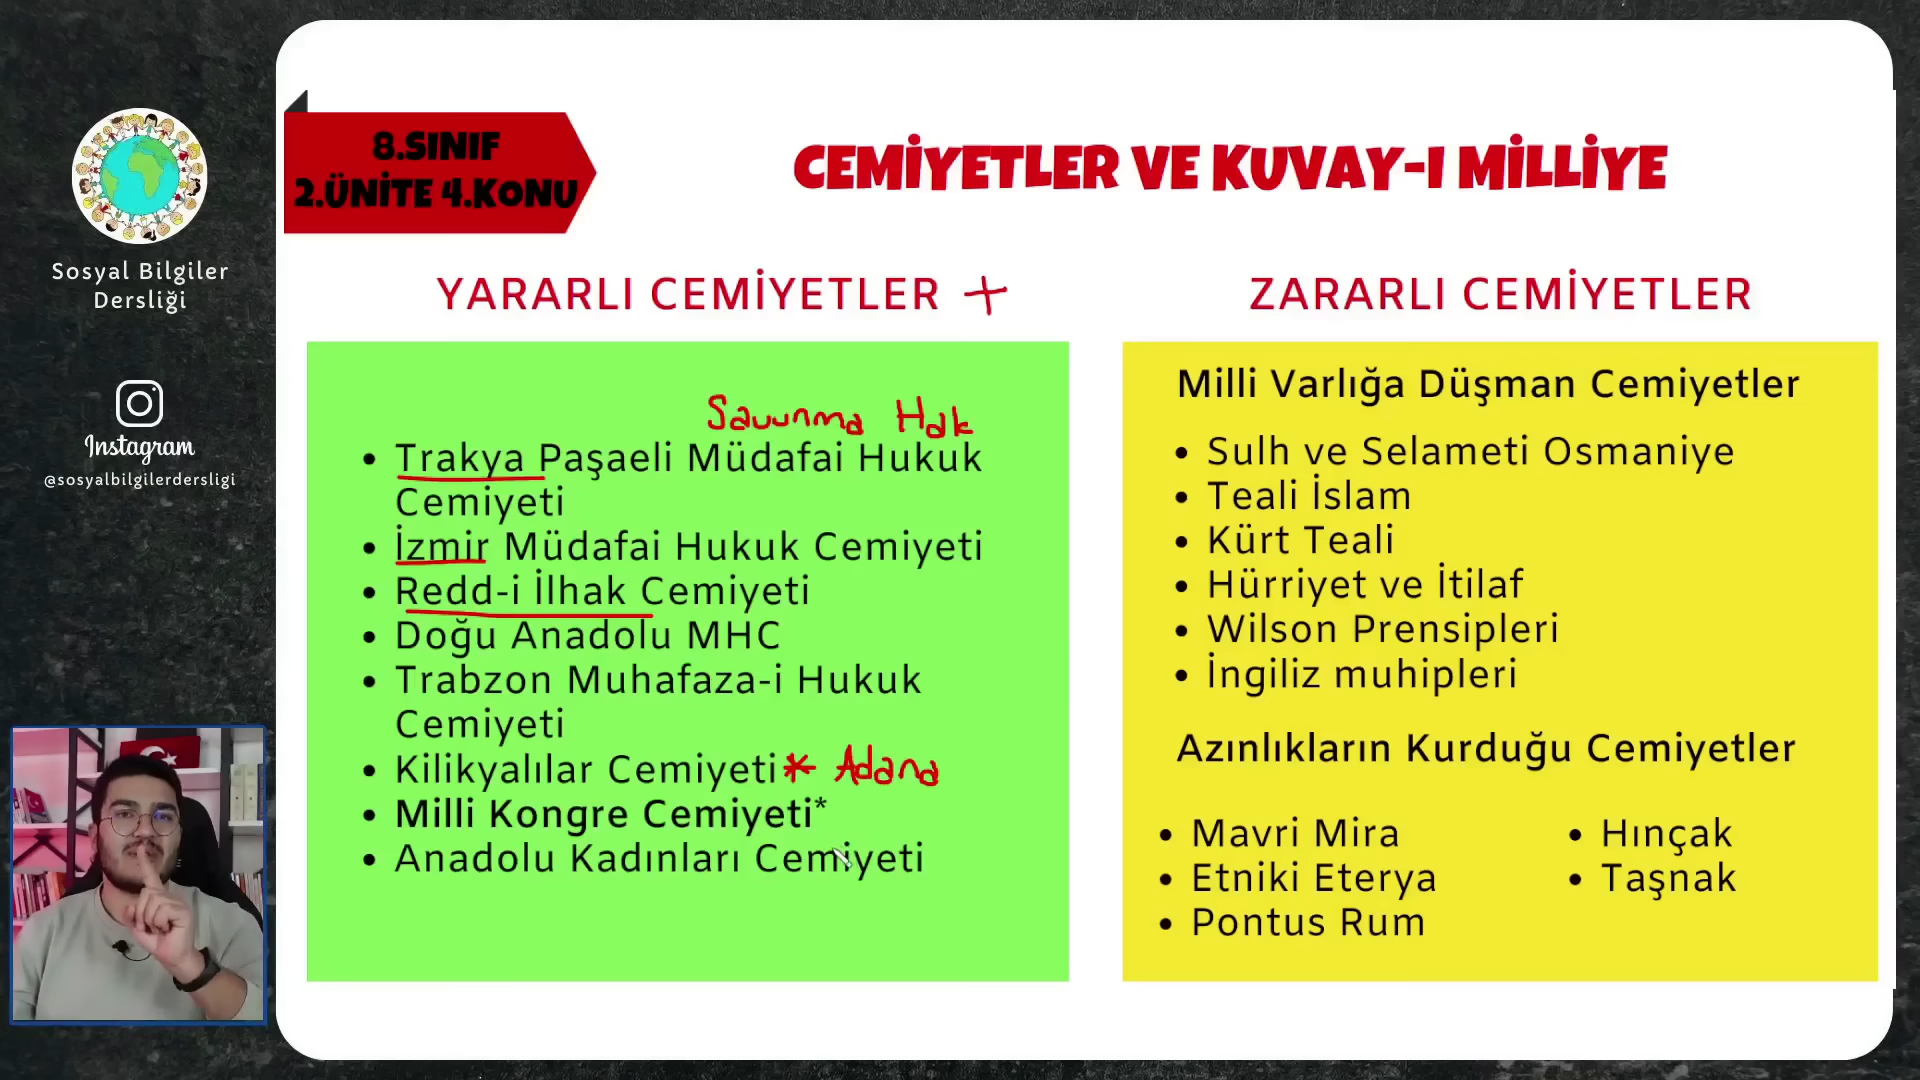 8.SINIF
2.ÜNİTE 4.KONU
CEMİYETLER VE KUVAY-I MİLLİYE
Sosyal Bilgiler
Dersliği
Instagram
@sosyalbilgilerdersligi
YARARLI CEMİYETLER +
Savunma Hak
• Trakya Paşaeli Müdafai Hukuk
Cemiyeti
• İzmir Müdafai Hukuk Cemiyeti
• Redd-i İlhak Cemiyeti
• Doğu Anadolu MHC
• Trabzon Muhafaza-i Hukuk
Cemiyeti
• Kilikyalılar Cemiyeti* Adana
• Milli Kongre Cemiyeti*
• Anadolu Kadınları Cemiyeti
ZARARLI CEMİYETLER
Milli Varlığa Düşman Cemiyetler
• Sulh ve Selameti Osmaniye
• Teali İslam
• Kürt Teali
• Hürriyet ve İtilaf
• Wilson Prensipleri
• İngiliz muhipleri
Azınlıkların Kurduğu Cemiyetler
• Mavri Mira
• Etniki Eterya
• Pontus Rum
• Hınçak
• Taşnak